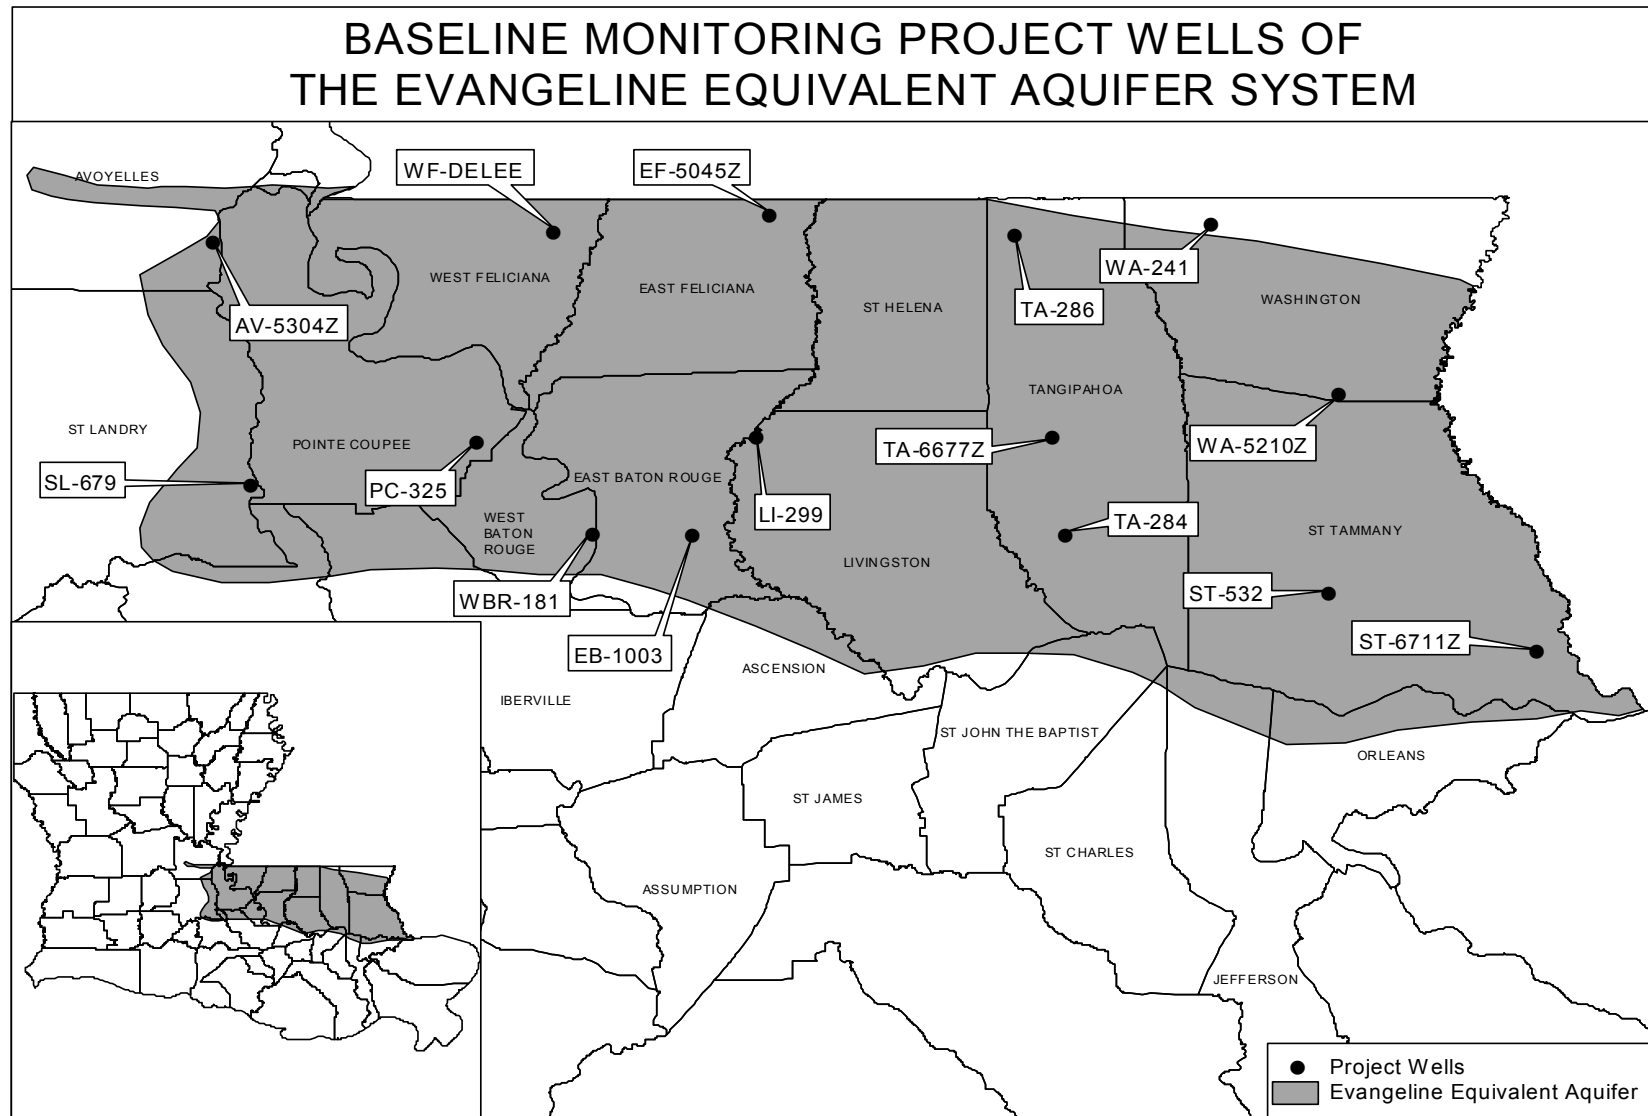 BASELINE MONITORING PROJECT WELLS OF
THE EVANGELINE EQUIVALENT AQUIFER SYSTEM
AVOYELLES
WF-DELEE
EF-5045Z
WA-241
WEST FELICIANA
EAST FELICIANA
ST HELENA
TA-286
WASHINGTON
AV-5304Z
TANGIPAHOA
ST LANDRY
POINTE COUPEE
TA-6677Z
WA-5210Z
SL-679
PC-325
EAST BATON ROUGE
LI-299
WEST
BATON
ROUGE
TA-284
ST TAMMANY
LIVINGSTON
WBR-181
ST-532
EB-1003
ST-6711Z
ASCENSION
IBERVILLE
ST JOHN THE BAPTIST
ORLEANS
ST JAMES
ST CHARLES
ASSUMPTION
JEFFERSON
Project Wells
Evangeline Equivalent Aquifer